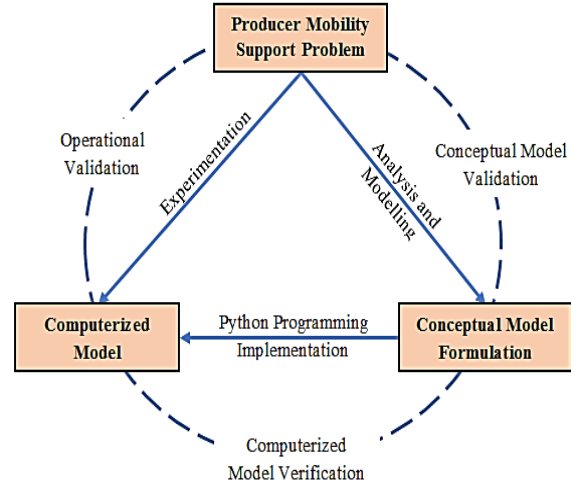 Producer Mobility
Support Problem
Operational
Validation
Experimentation
Analysis and
Modelling
Conceptual Model
Validation
Computerized
Model
Python Programming
Implementation
Conceptual Model
Formulation
Computerized
Model Verification